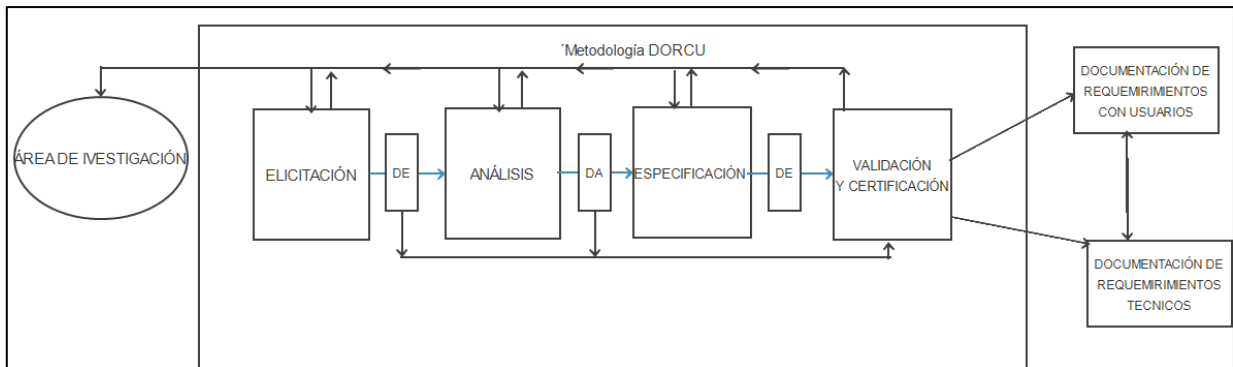 ´Metodología DORCU
ÁREA DE IVESTIGACIÓN
ELICITACIÓN
DE
ANÁLISIS
DA
ESPECIFICACIÓN
DE
VALIDACIÓN
Y CERTIFICACIÓN
DOCUMENTACIÓN DE
REQUEMIRIMIENTOS
CON USUARIOS
DOCUMENTACIÓN DE
REQUEMIRIMIENTOS
TECNICOS